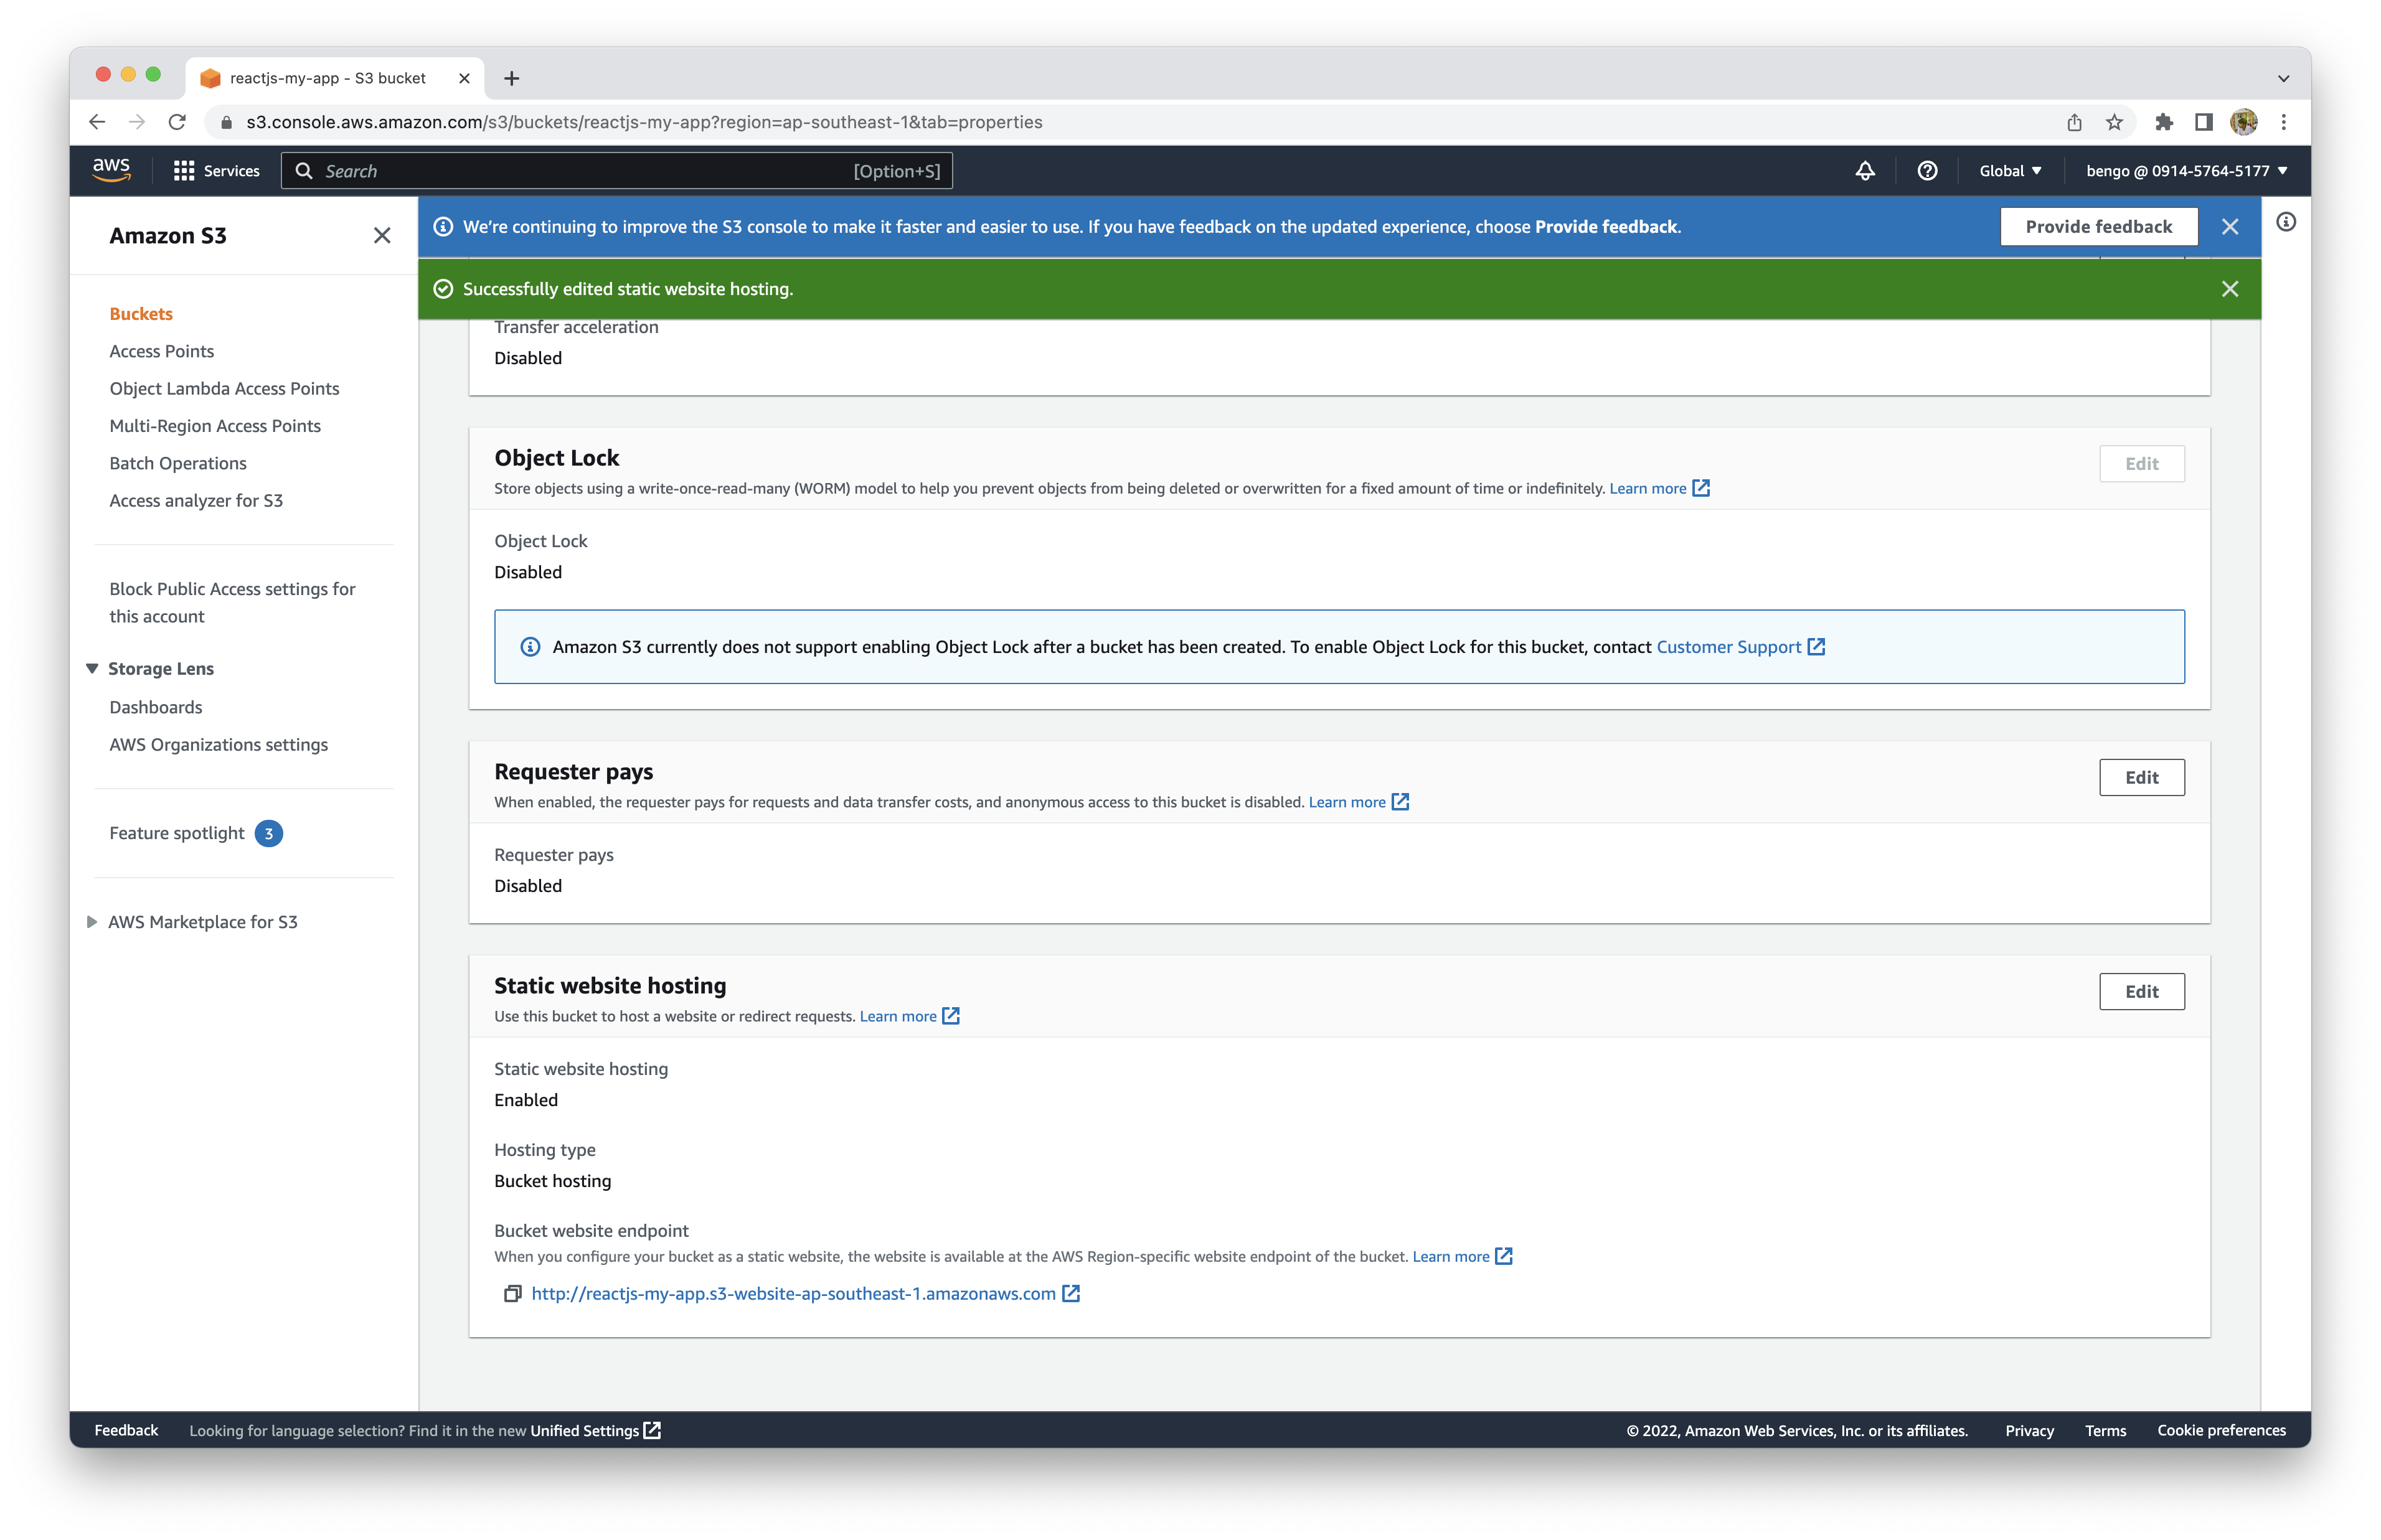 reactjs-my-app - S3 bucket
s3.console.aws.amazon.com/s3/buckets/reactjs-my-app?region=ap-southeast-1&tab=properties
aws
Services
Search
[Option+S]
Global
bengo @ 0914-5764-5177
Amazon S3
We’re continuing to improve the S3 console to make it faster and easier to use. If you have feedback on the updated experience, choose Provide feedback.
Provide feedback
Successfully edited static website hosting.
Buckets
Access Points
Object Lambda Access Points
Multi-Region Access Points
Batch Operations
Access analyzer for S3
Block Public Access settings for
this account
Storage Lens
Dashboards
AWS Organizations settings
Feature spotlight 3
AWS Marketplace for S3
Transfer acceleration
Disabled
Object Lock
Edit
Store objects using a write-once-read-many (WORM) model to help you prevent objects from being deleted or overwritten for a fixed amount of time or indefinitely. Learn more
Object Lock
Disabled
Amazon S3 currently does not support enabling Object Lock after a bucket has been created. To enable Object Lock for this bucket, contact Customer Support
Requester pays
Edit
When enabled, the requester pays for requests and data transfer costs, and anonymous access to this bucket is disabled. Learn more
Requester pays
Disabled
Static website hosting
Edit
Use this bucket to host a website or redirect requests. Learn more
Static website hosting
Enabled
Hosting type
Bucket hosting
Bucket website endpoint
When you configure your bucket as a static website, the website is available at the AWS Region-specific website endpoint of the bucket. Learn more
http://reactjs-my-app.s3-website-ap-southeast-1.amazonaws.com
Feedback
Looking for language selection? Find it in the new Unified Settings
© 2022, Amazon Web Services, Inc. or its affiliates.
Privacy
Terms
Cookie preferences